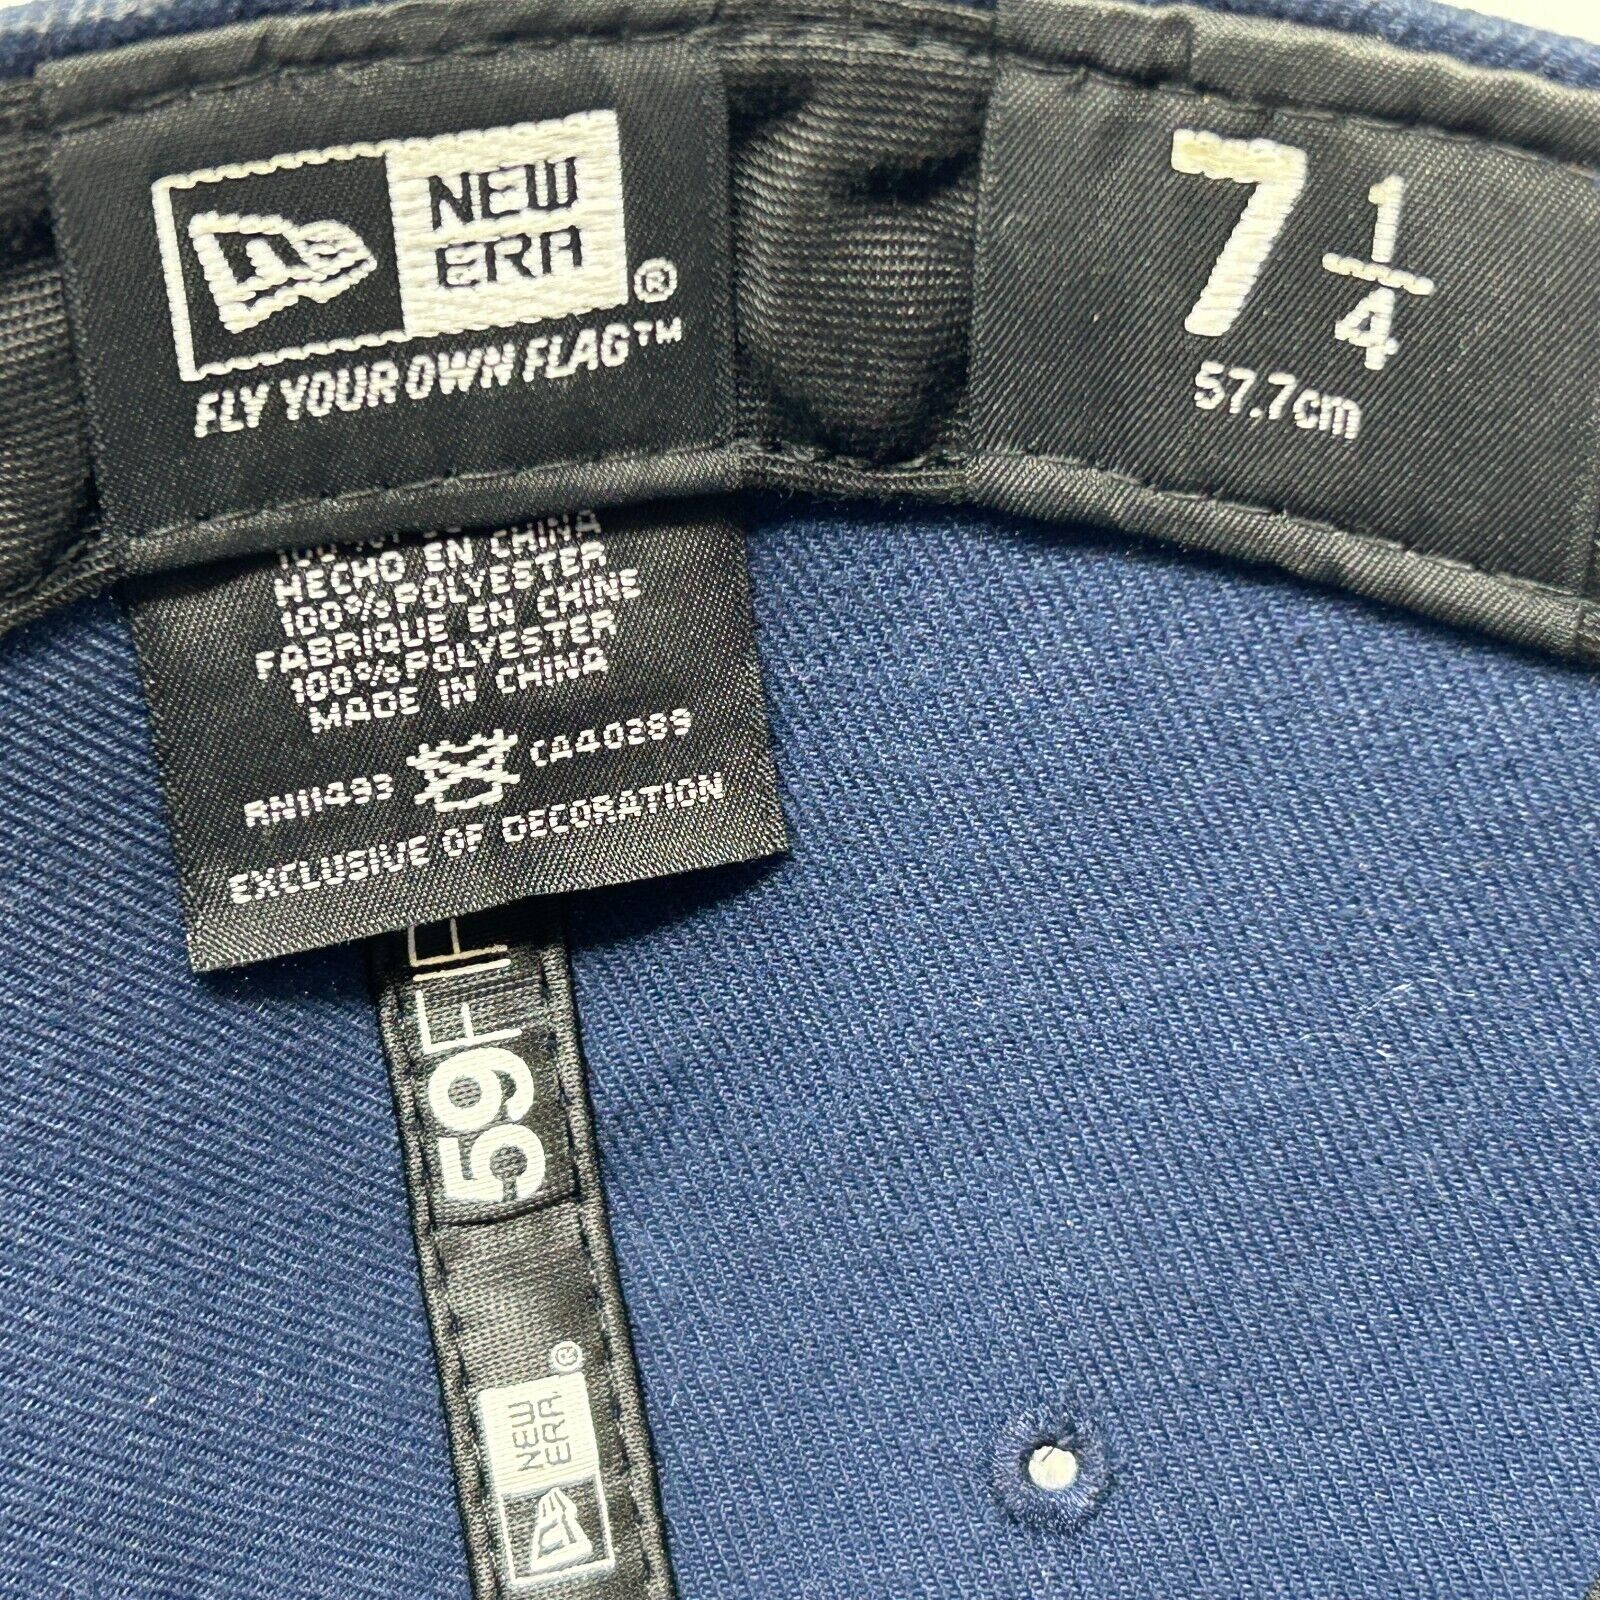 NEW
ERA
®
FLY YOUR OWN FLAG™
7 1/4
57.7cm
HECHO EN CHINA
100%POLYESTER
FABRIQUE EN CHINE
100%POLYESTER
MADE IN CHINA
RN11493
CA40289
EXCLUSIVE OF DECORATION
59F
®
NEW
ERA